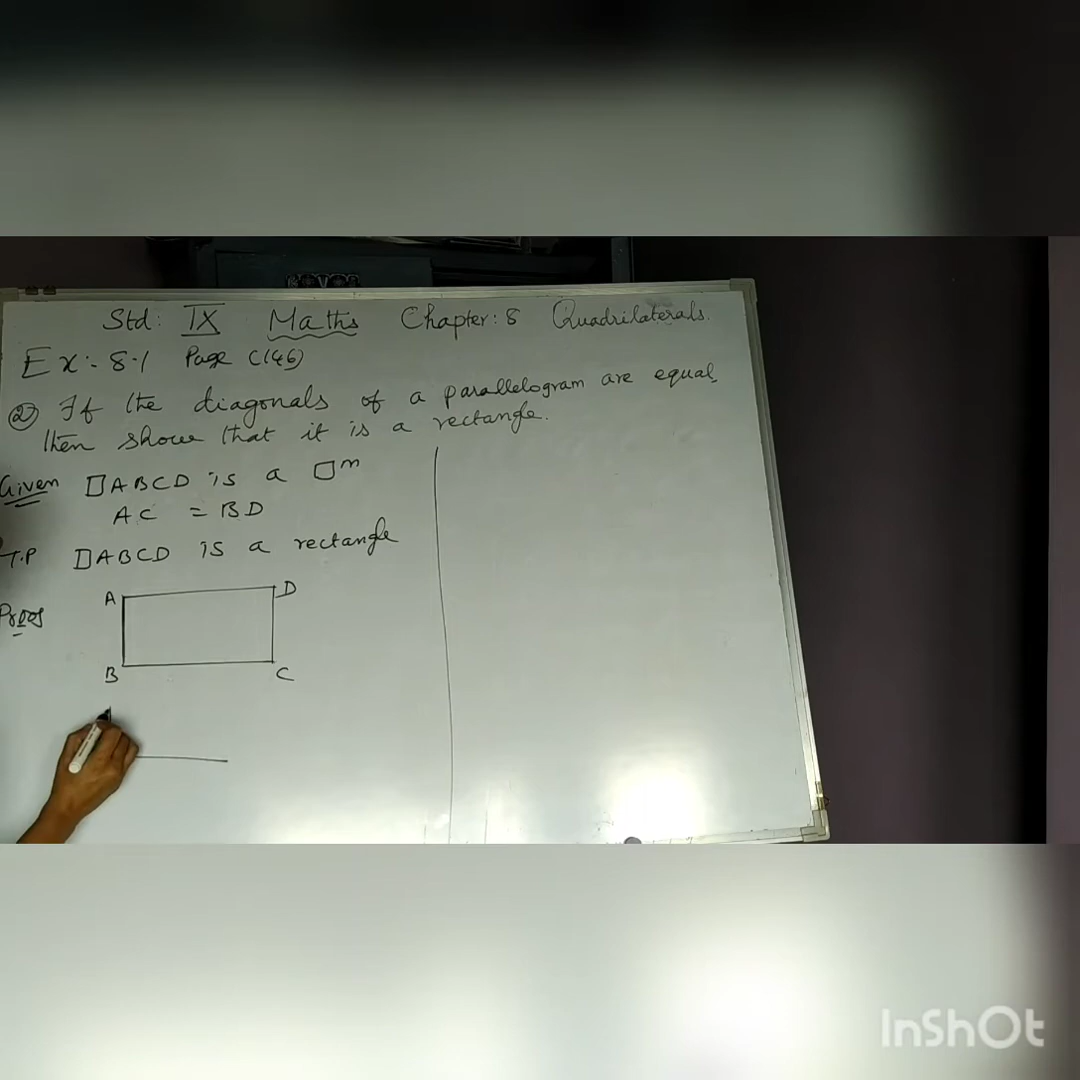 Std: IX Maths Chapter: 8 Quadrilaterals.
Ex:- 8.1 Page (146)
② If the diagonals of a parallelogram are equal,
then show that it is a rectangle.
Given □ABCD is a □m
AC = BD
T.P □ABCD is a rectangle
A D
Proof
B C
InShOt